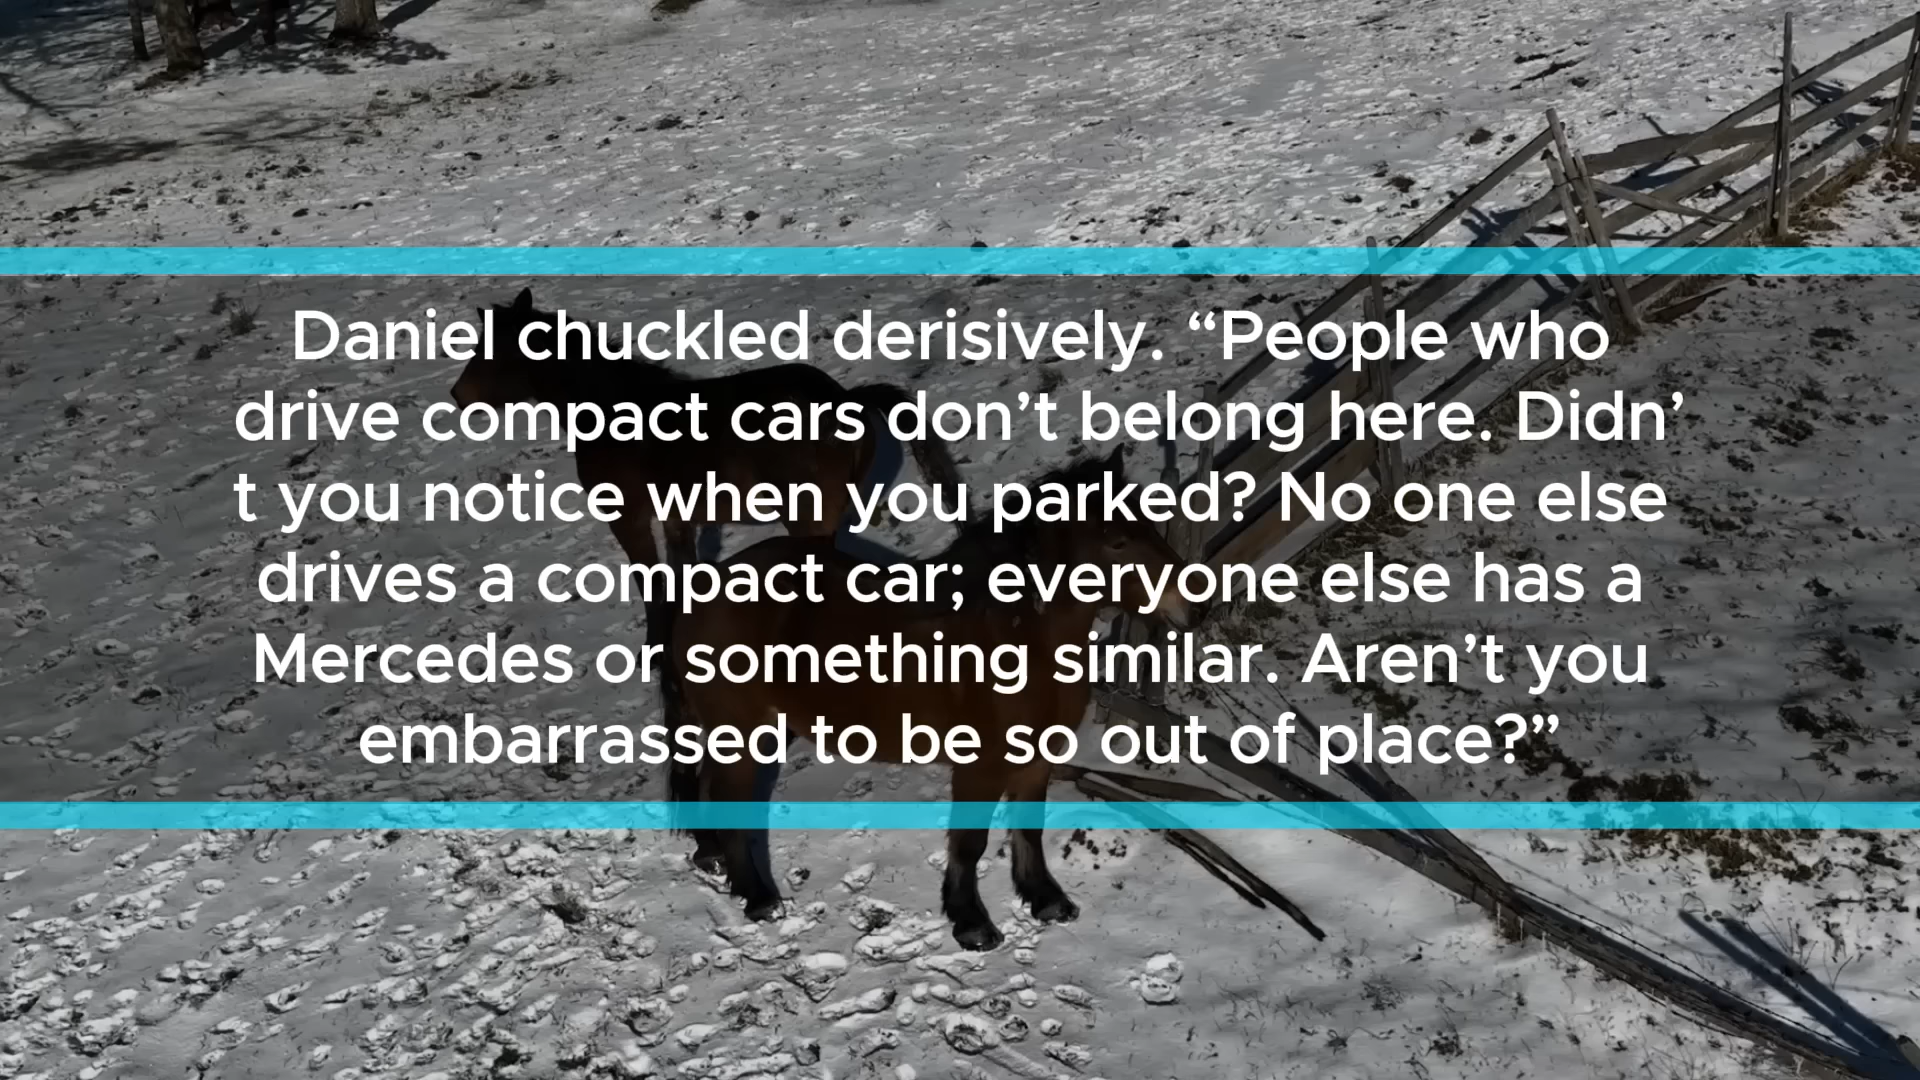 Daniel chuckled derisively. “People who
drive compact cars don’t belong here. Didn’
t you notice when you parked? No one else
drives a compact car; everyone else has a
Mercedes or something similar. Aren’t you
embarrassed to be so out of place?”